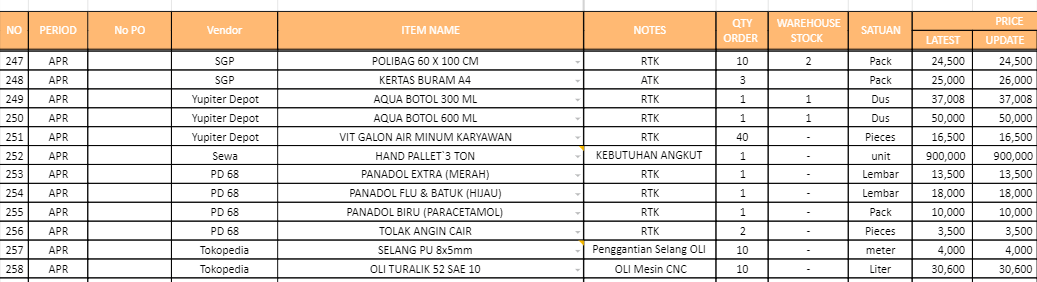 NO PERIOD No PO Vendor ITEM NAME NOTES QTY ORDER WAREHOUSE STOCK SATUAN PRICE
LATEST UPDATE
247 APR SGP POLIBAG 60 X 100 CM RTK 10 2 Pack 24,500 24,500
248 APR SGP KERTAS BURAM A4 ATK 3 Pack 25,000 26,000
249 APR Yupiter Depot AQUA BOTOL 300 ML RTK 1 1 Dus 37,008 37,008
250 APR Yupiter Depot AQUA BOTOL 600 ML RTK 1 1 Dus 50,000 50,000
251 APR Yupiter Depot VIT GALON AIR MINUM KARYAWAN RTK 40 - Pieces 16,500 16,500
252 APR Sewa HAND PALLET`3 TON KEBUTUHAN ANGKUT 1 - unit 900,000 900,000
253 APR PD 68 PANADOL EXTRA (MERAH) RTK 1 - Lembar 13,500 13,500
254 APR PD 68 PANADOL FLU & BATUK (HIJAU) RTK 1 - Lembar 18,000 18,000
255 APR PD 68 PANADOL BIRU (PARACETAMOL) RTK 1 - Pack 10,000 10,000
256 APR PD 68 TOLAK ANGIN CAIR RTK 2 - Pieces 3,500 3,500
257 APR Tokopedia SELANG PU 8x5mm Penggantian Selang OLI 10 - meter 4,000 4,000
258 APR Tokopedia OLI TURALIK 52 SAE 10 OLI Mesin CNC 10 - Liter 30,600 30,600